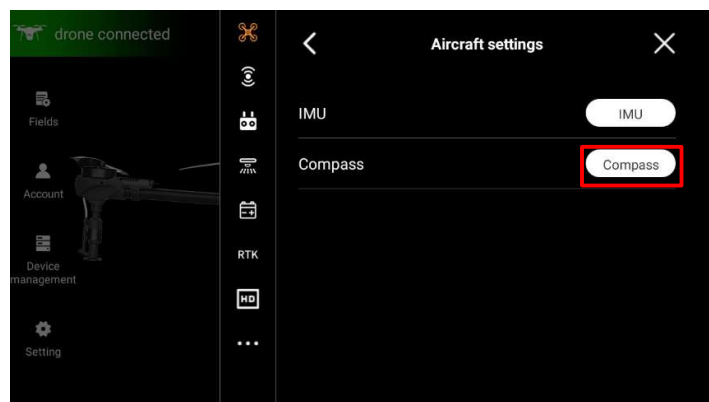 drone connected
Fields
Account
Device
management
Setting
RTK
HD
Aircraft settings
IMU IMU
Compass Compass